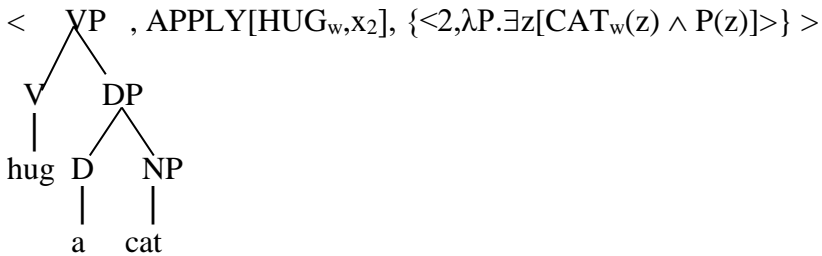 < VP , APPLY[HUGw,x2], {<2,λP.∃z[CATw(z) ∧ P(z)]>} >
V DP
hug D NP
a cat